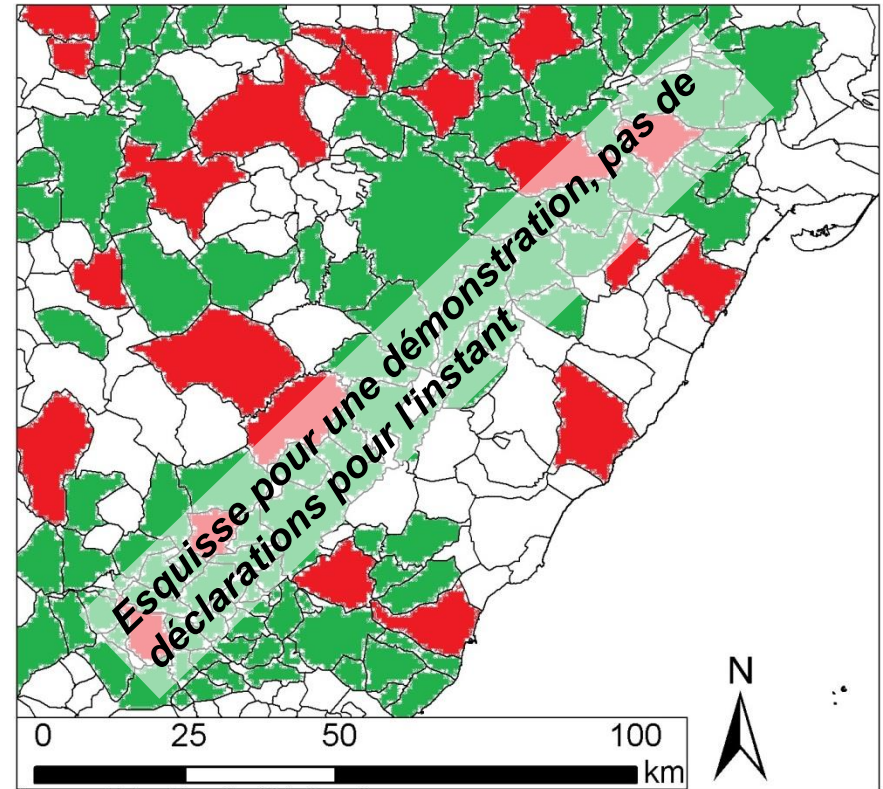 Esquisse pour une démonstration, pas de
déclarations pour l'instant
N
0 25 50 100
km